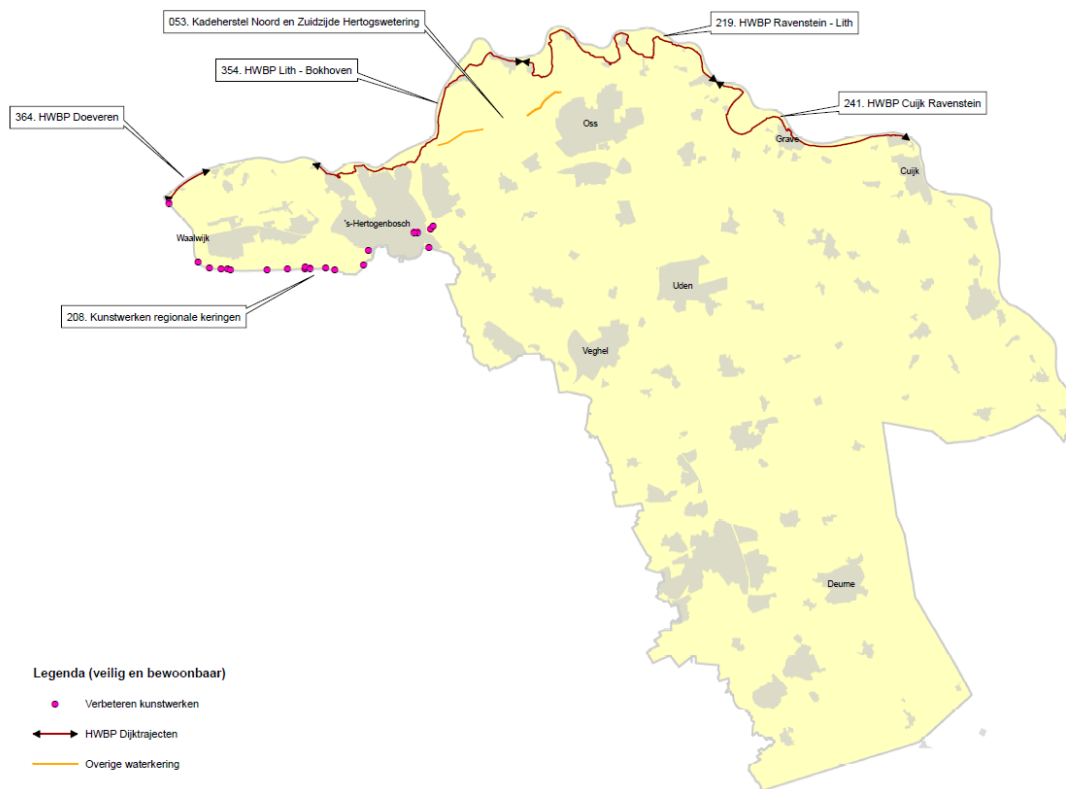 053. Kadeherstel Noord en Zuidzijde Hertogswetering
219. HWBP Ravenstein - Lith
354. HWBP Lith - Bokhoven
241. HWBP Cuijk Ravenstein
364. HWBP Doeveren
Oss
Grave
Cuijk
's-Hertogenbosch
Waalwijk
Uden
208. Kunstwerken regionale keringen
Veghel
Deurne
Legenda (veilig en bewoonbaar)
Verbeteren kunstwerken
HWBP Dijktrajecten
Overige waterkering